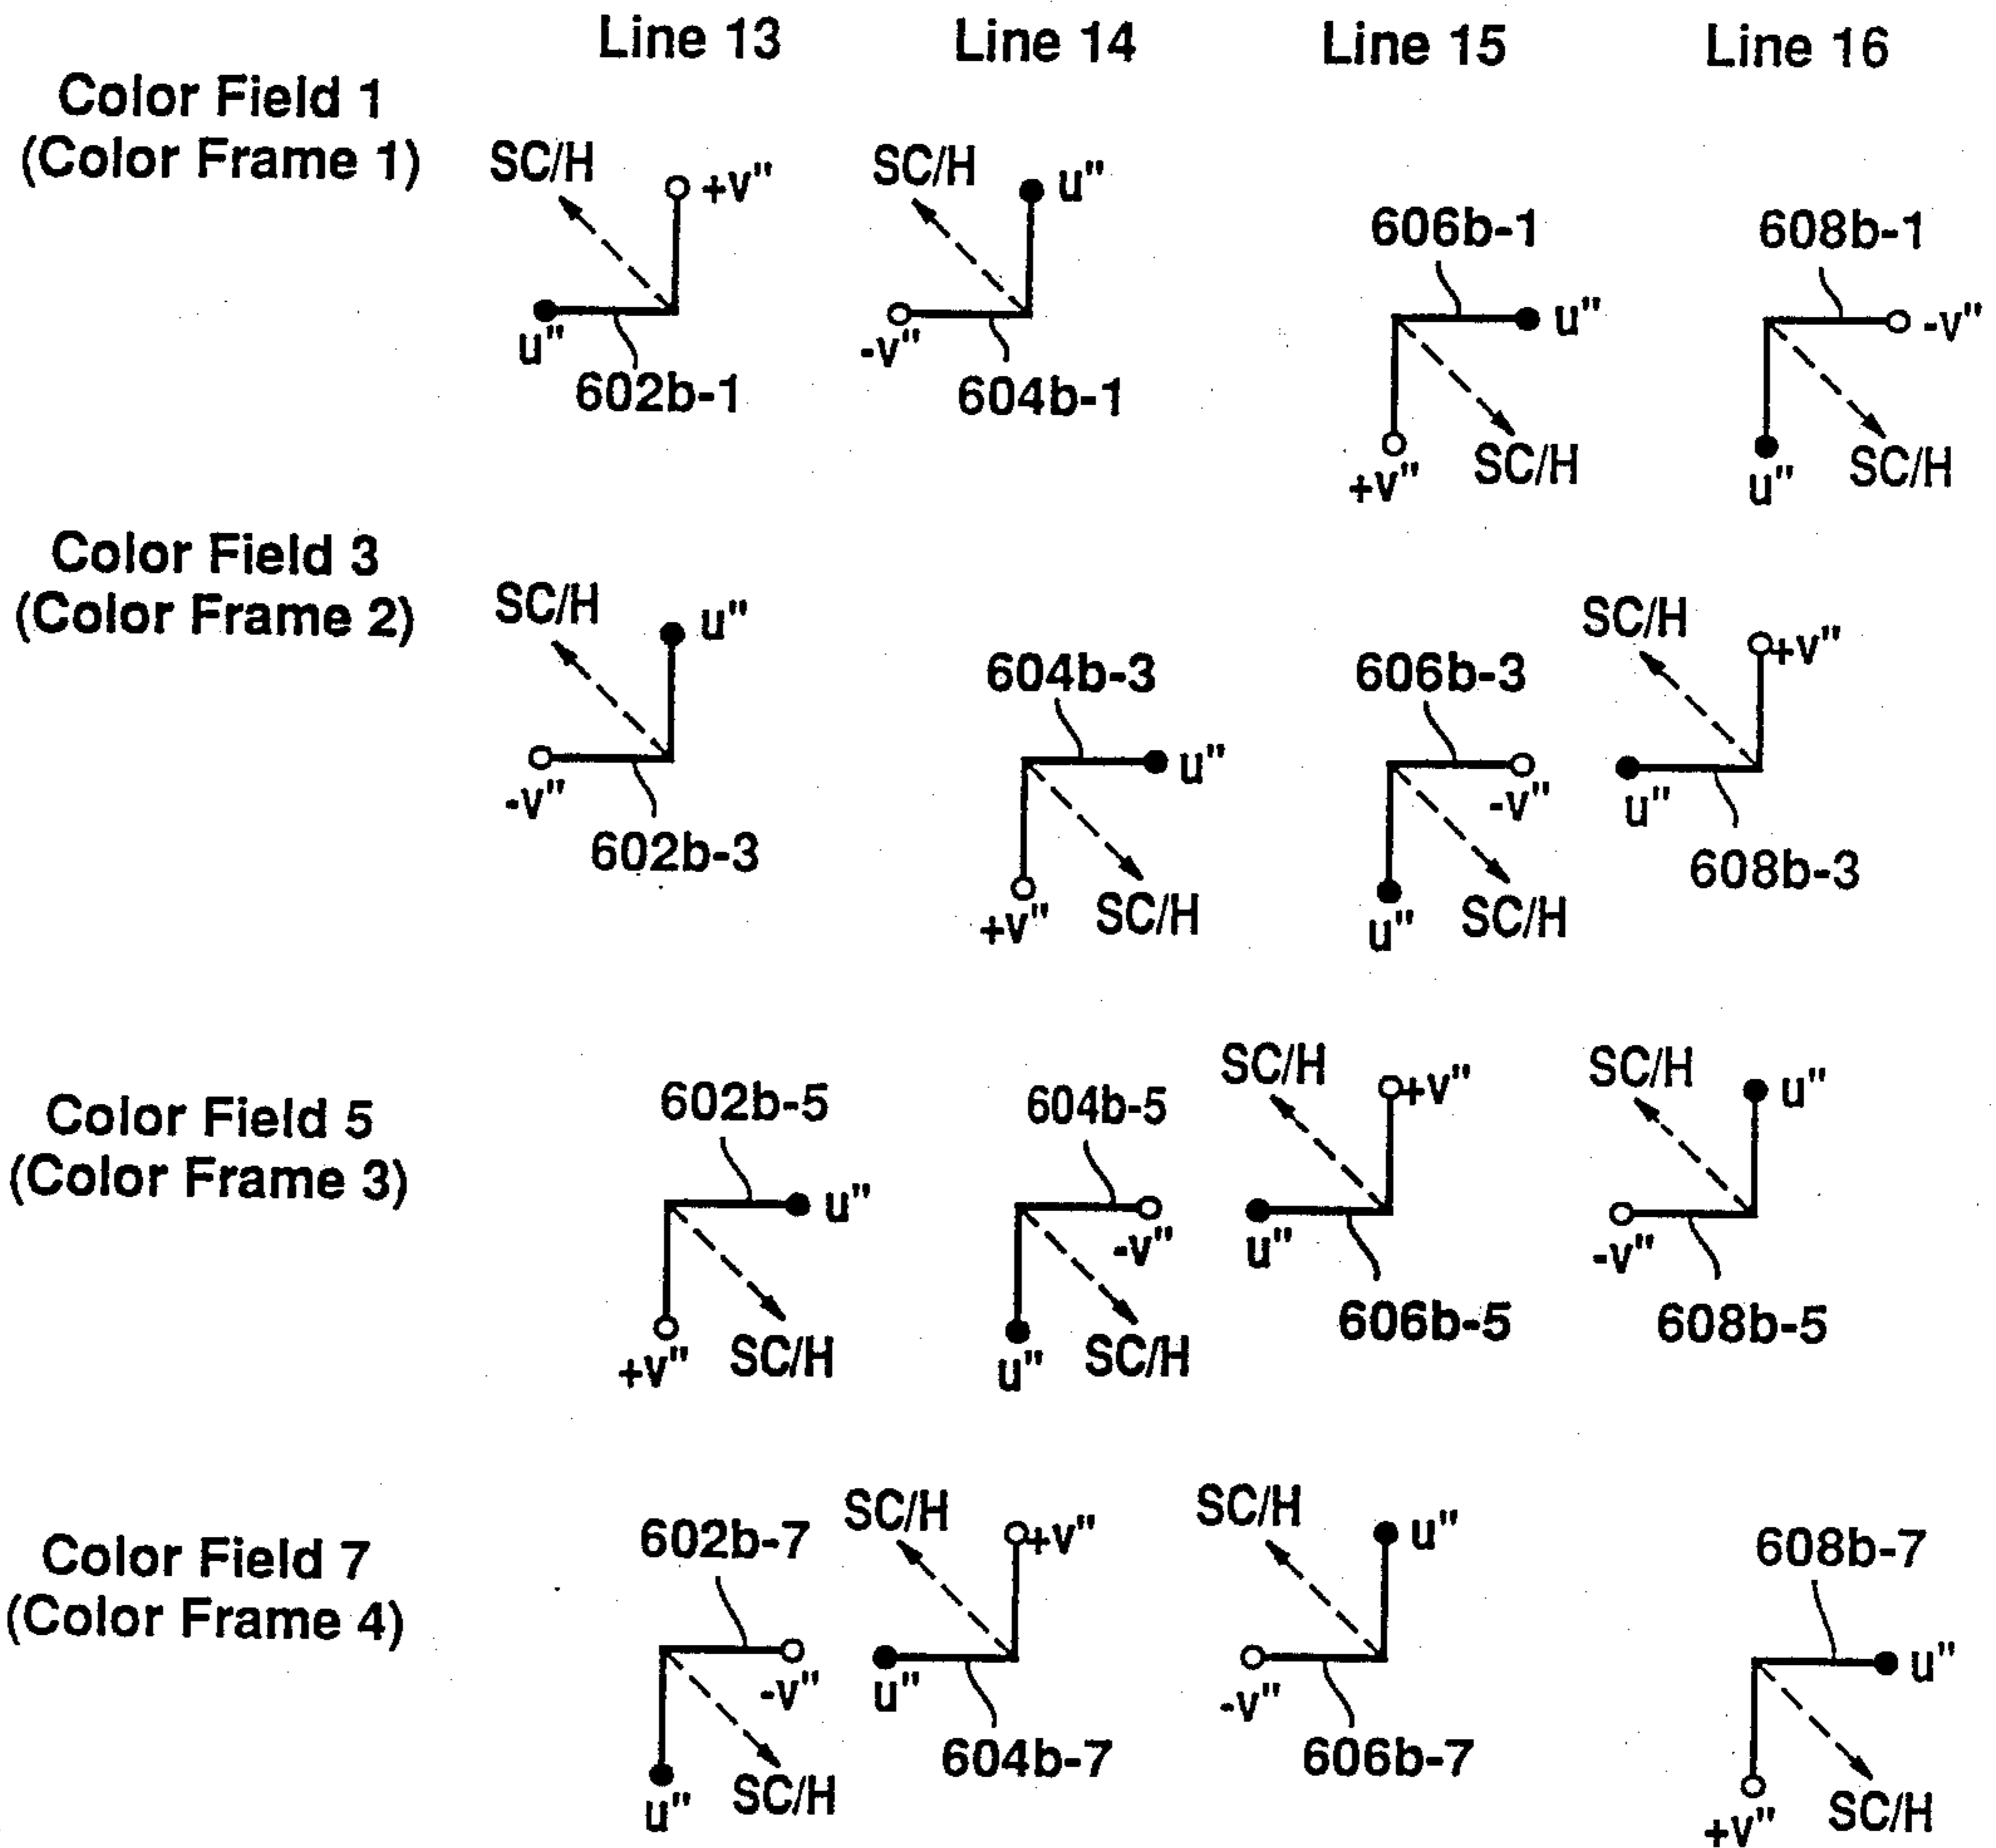 Line 13 Line 14 Line 15 Line 16
Color Field 1
(Color Frame 1)
SC/H +v" SC/H u"
606b-1 608b-1
u" -v" u" -v"
602b-1 604b-1
+v" SC/H u" SC/H
Color Field 3
(Color Frame 2)
SC/H u" SC/H +v"
604b-3 606b-3
-v" u" -v" u"
602b-3 608b-3
+v" SC/H u" SC/H
Color Field 5
(Color Frame 3)
602b-5 604b-5 SC/H +v" SC/H u"
u" -v" u" -v"
606b-5 608b-5
+v" SC/H u" SC/H
Color Field 7
(Color Frame 4)
602b-7 SC/H +v" SC/H u" 608b-7
-v" u" -v" u"
604b-7 606b-7
u" SC/H +v" SC/H